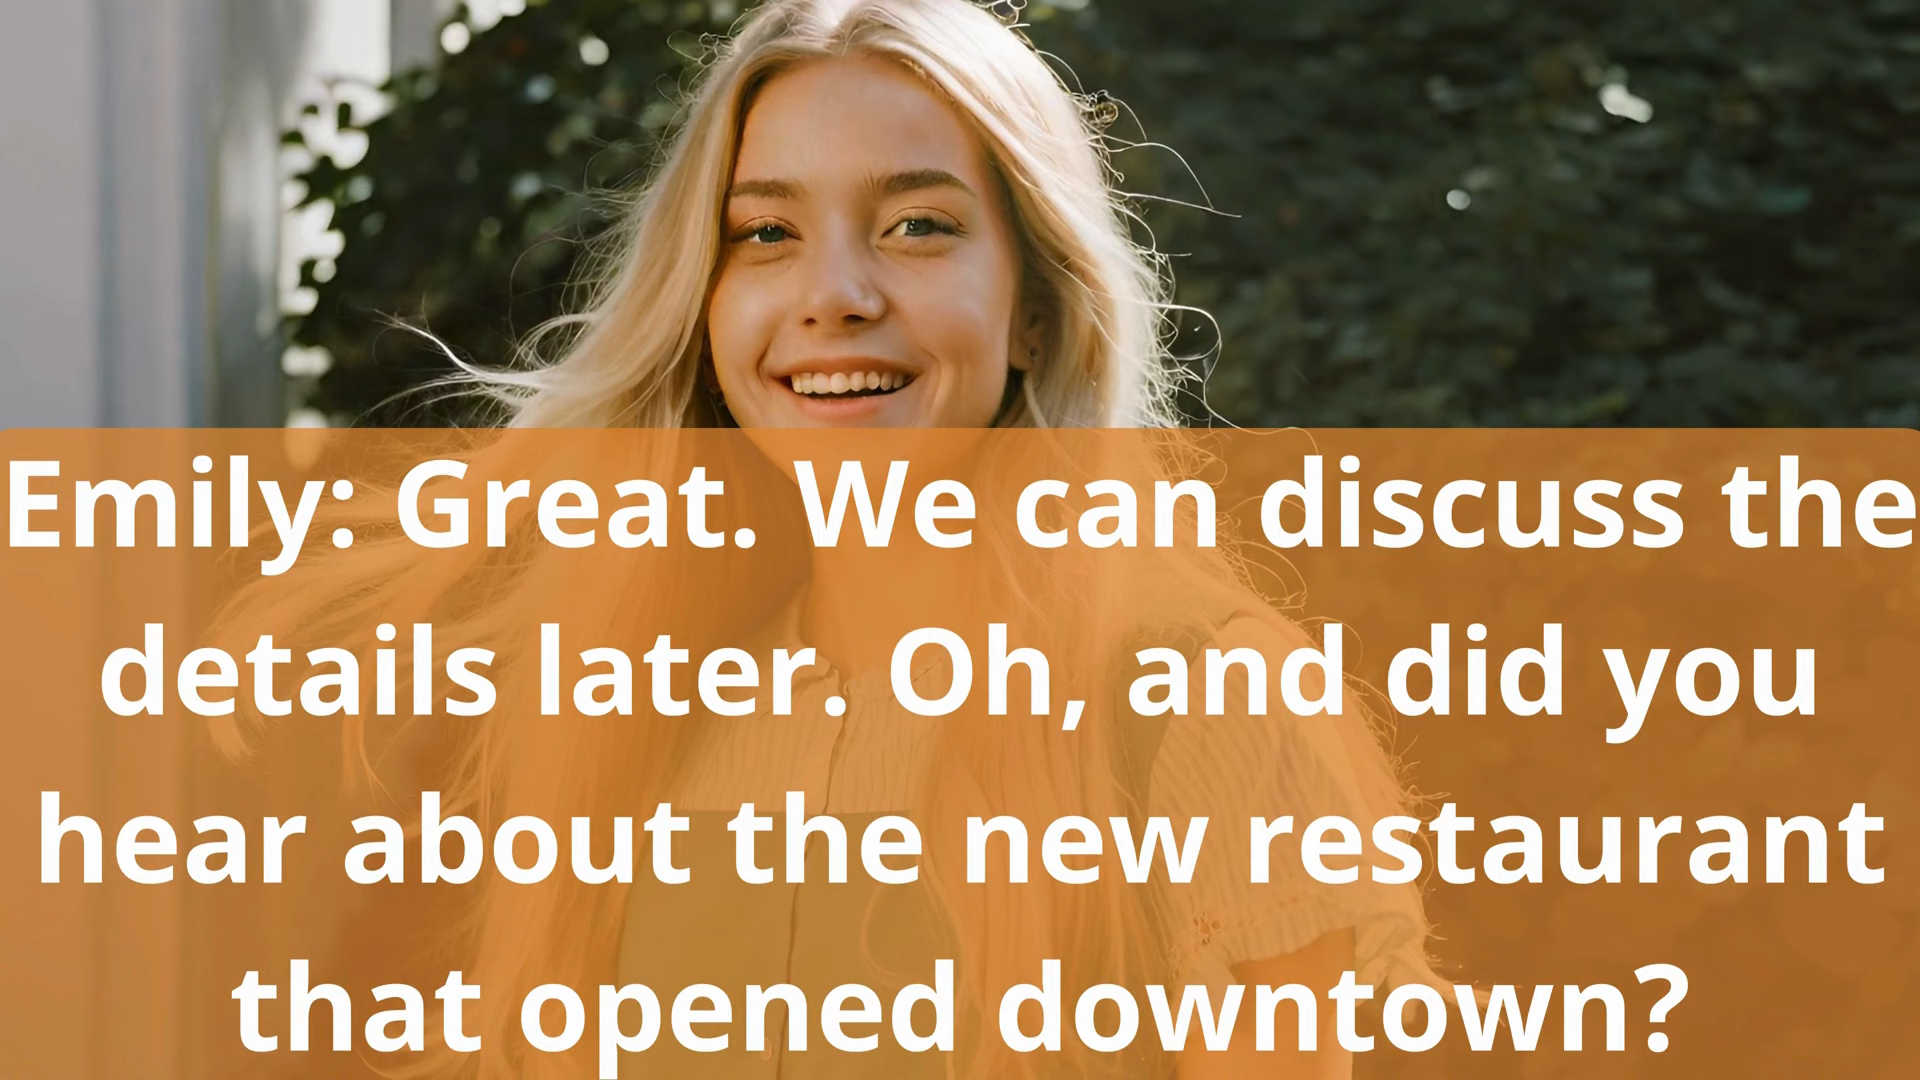 Emily: Great. We can discuss the
details later. Oh, and did you
hear about the new restaurant
that opened downtown?